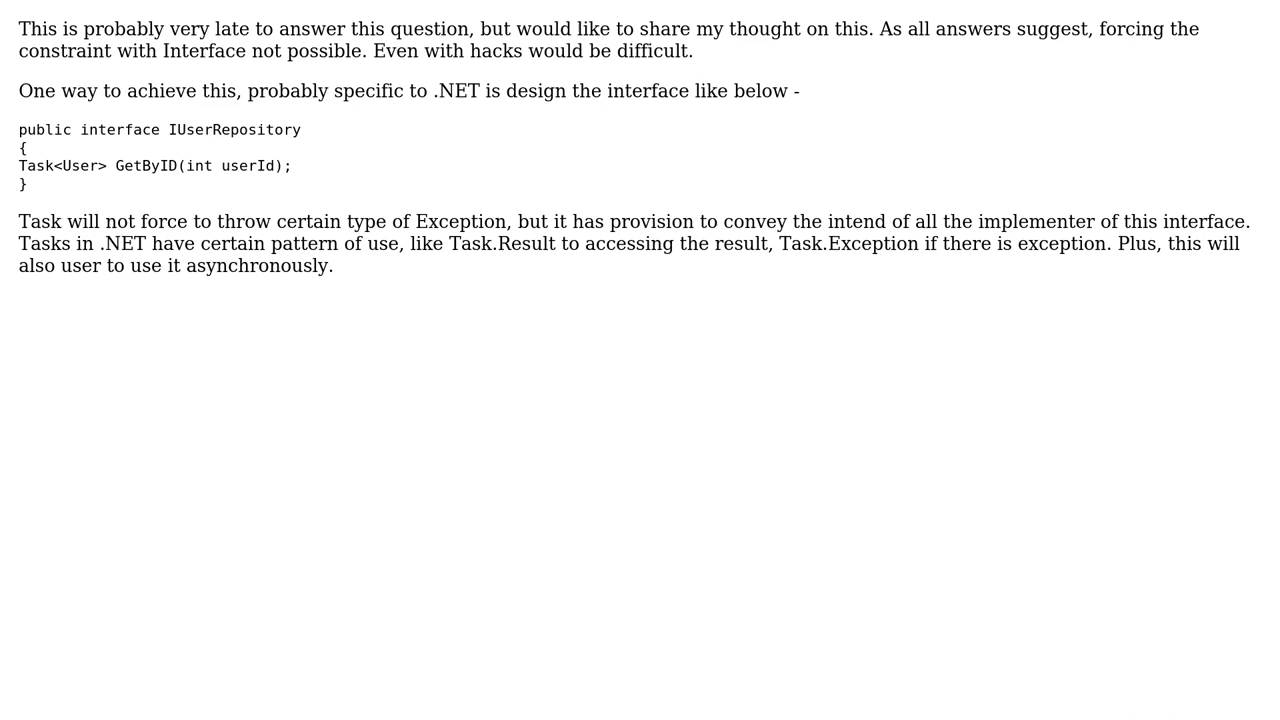 This is probably very late to answer this question, but would like to share my thought on this. As all answers suggest, forcing the
constraint with Interface not possible. Even with hacks would be difficult.
One way to achieve this, probably specific to .NET is design the interface like below -
public interface IUserRepository
{
Task<User> GetByID(int userId);
}
Task will not force to throw certain type of Exception, but it has provision to convey the intend of all the implementer of this interface.
Tasks in .NET have certain pattern of use, like Task.Result to accessing the result, Task.Exception if there is exception. Plus, this will
also user to use it asynchronously.